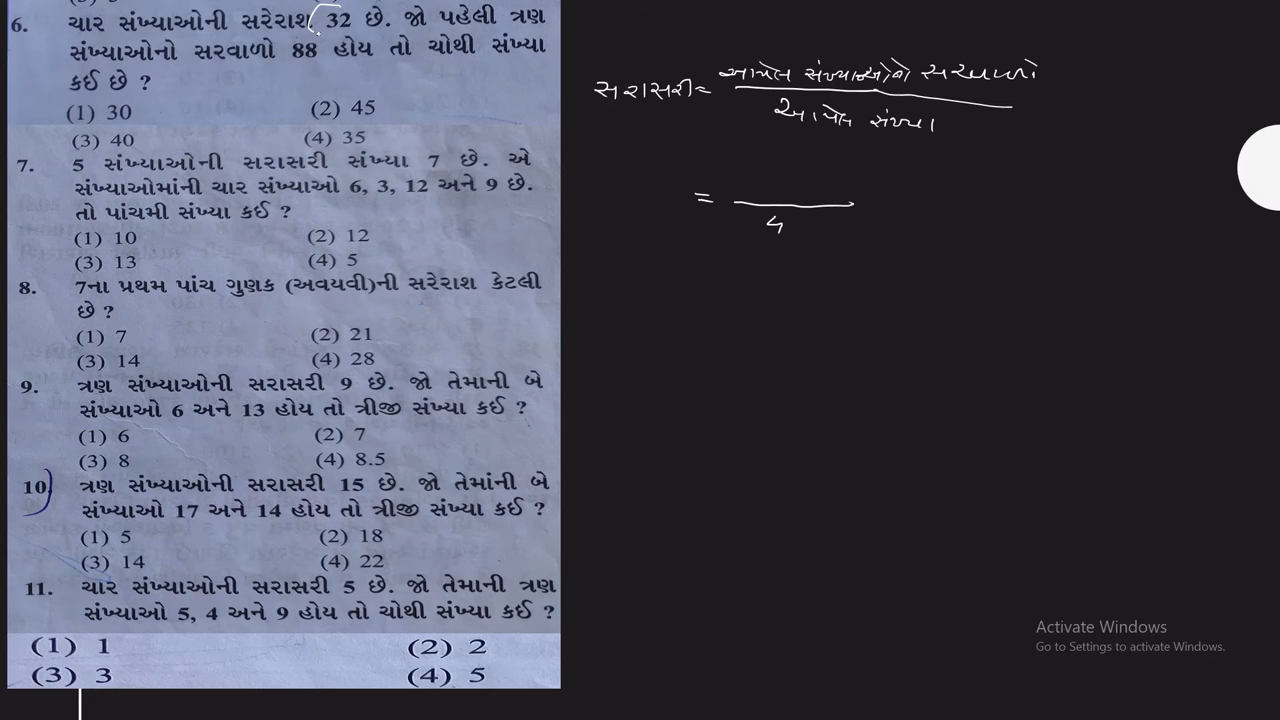 6. ચાર સંખ્યાઓની સરેરાશ 32 છે. જો પહેલી ત્રણ
સંખ્યાઓનો સરવાળો 88 હોય તો ચોથી સંખ્યા
કઈ છે ?
(1) 30 (2) 45
(3) 40 (4) 35
7. 5 સંખ્યાઓની સરાસરી સંખ્યા 7 છે. એ
સંખ્યાઓમાંની ચાર સંખ્યાઓ 6, 3, 12 અને 9 છે.
તો પાંચમી સંખ્યા કઈ ?
(1) 10 (2) 12
(3) 13 (4) 5
8. 7ના પ્રથમ પાંચ ગુણક (અવયવી)ની સરેરાશ કેટલી
છે ?
(1) 7 (2) 21
(3) 14 (4) 28
9. ત્રણ સંખ્યાઓની સરાસરી 9 છે. જો તેમાની બે
સંખ્યાઓ 6 અને 13 હોય તો ત્રીજી સંખ્યા કઈ ?
(1) 6 (2) 7
(3) 8 (4) 8.5
10. ત્રણ સંખ્યાઓની સરાસરી 15 છે. જો તેમાંની બે
સંખ્યાઓ 17 અને 14 હોય તો ત્રીજી સંખ્યા કઈ ?
(1) 5 (2) 18
(3) 14 (4) 22
11. ચાર સંખ્યાઓની સરાસરી 5 છે. જો તેમાની ત્રણ
સંખ્યાઓ 5, 4 અને 9 હોય તો ચોથી સંખ્યા કઈ ?
(1) 1 (2) 2
(3) 3 (4) 5
આપેલ સંખ્યાઓનો સરવાળો
સરાસરી =
આપેલ સંખ્યા
=
4
Activate Windows
Go to Settings to activate Windows.